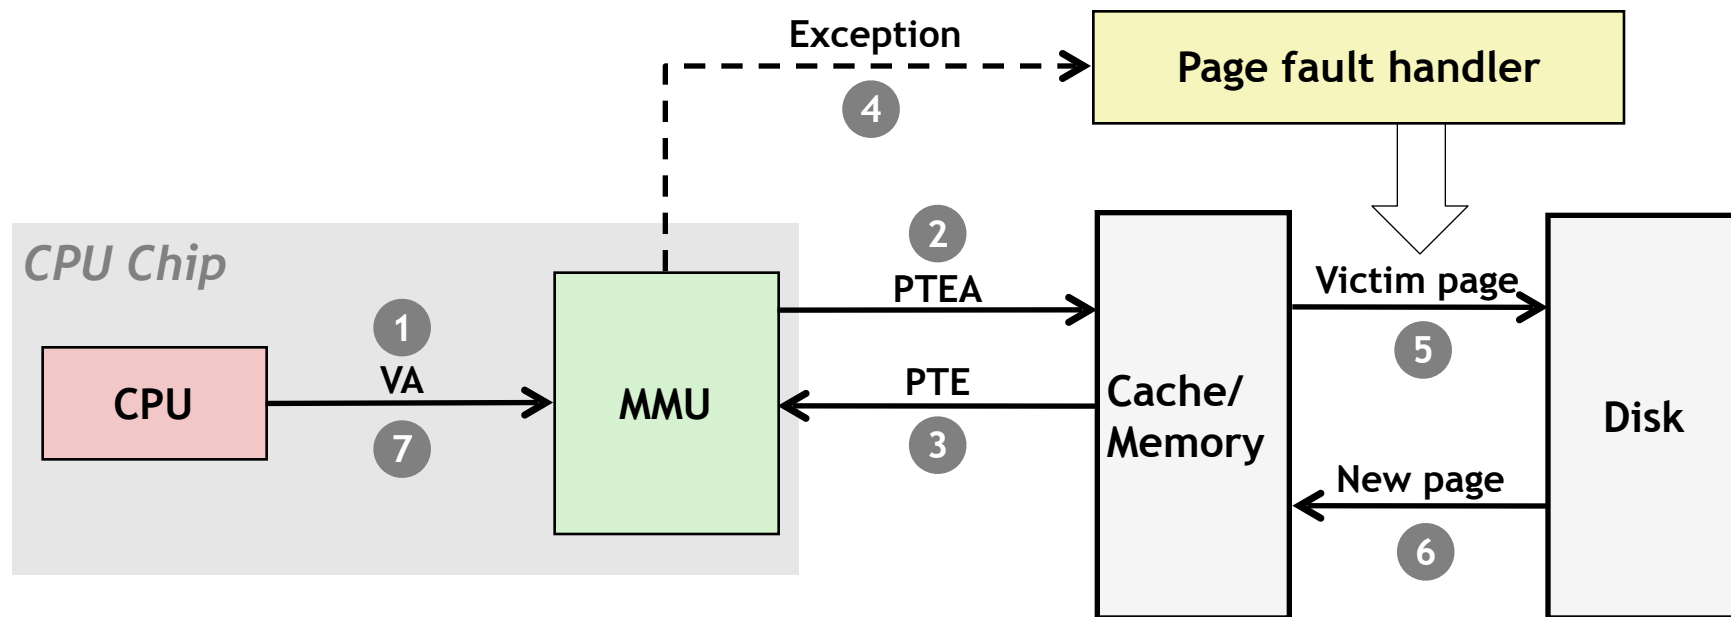 Exception
4
Page fault handler
CPU Chip
2
PTEA
Victim page
5
1
VA
7
CPU
MMU
PTE
3
Cache/
Memory
Disk
New page
6